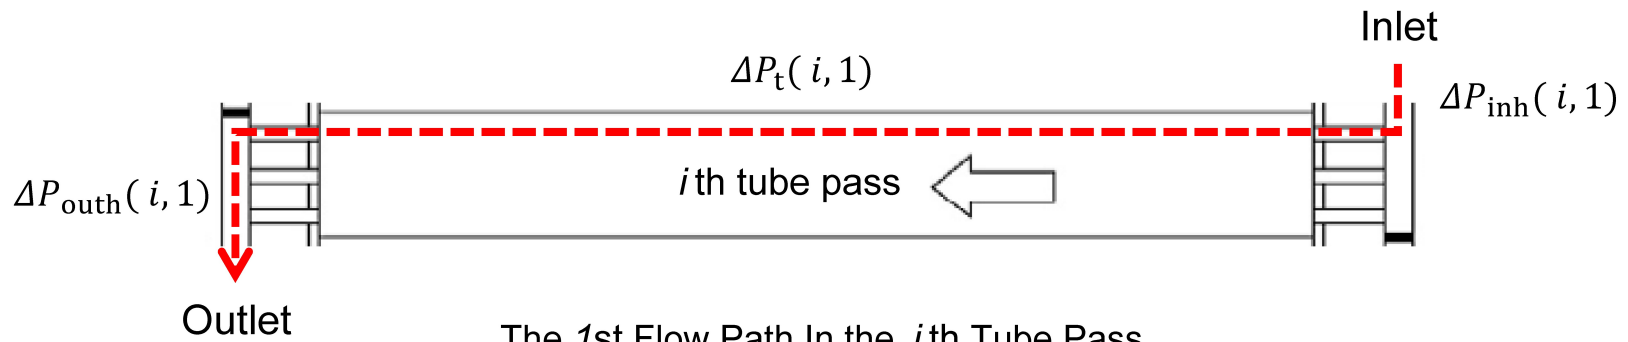 Inlet
ΔPt( i, 1)
ΔPinh( i, 1)
i th tube pass
ΔPouth( i, 1)
Outlet
The 1st Flow Path In the i th Tube Pass